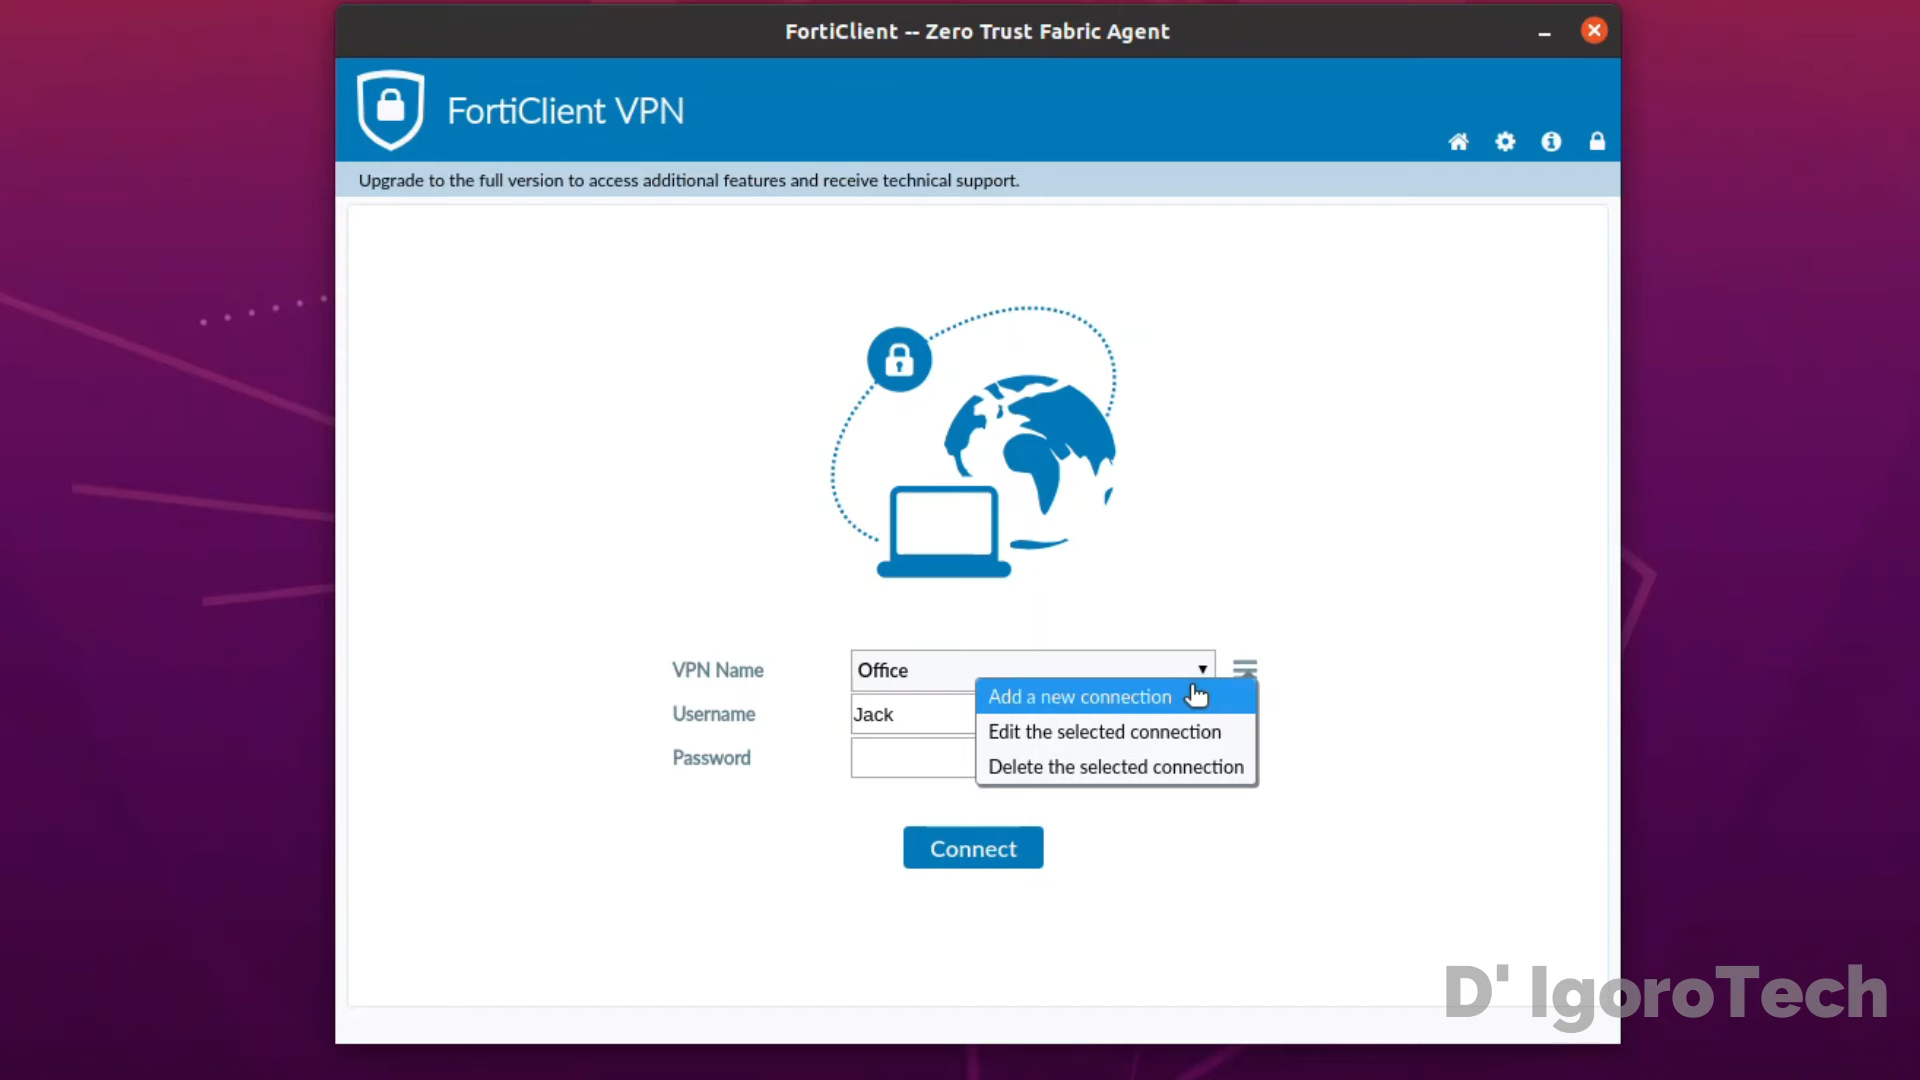 FortiClient -- Zero Trust Fabric Agent
FortiClient VPN
Upgrade to the full version to access additional features and receive technical support.
VPN Name
Office
Add a new connection
Username
Jack
Edit the selected connection
Password
Delete the selected connection
Connect
D' IgoroTech